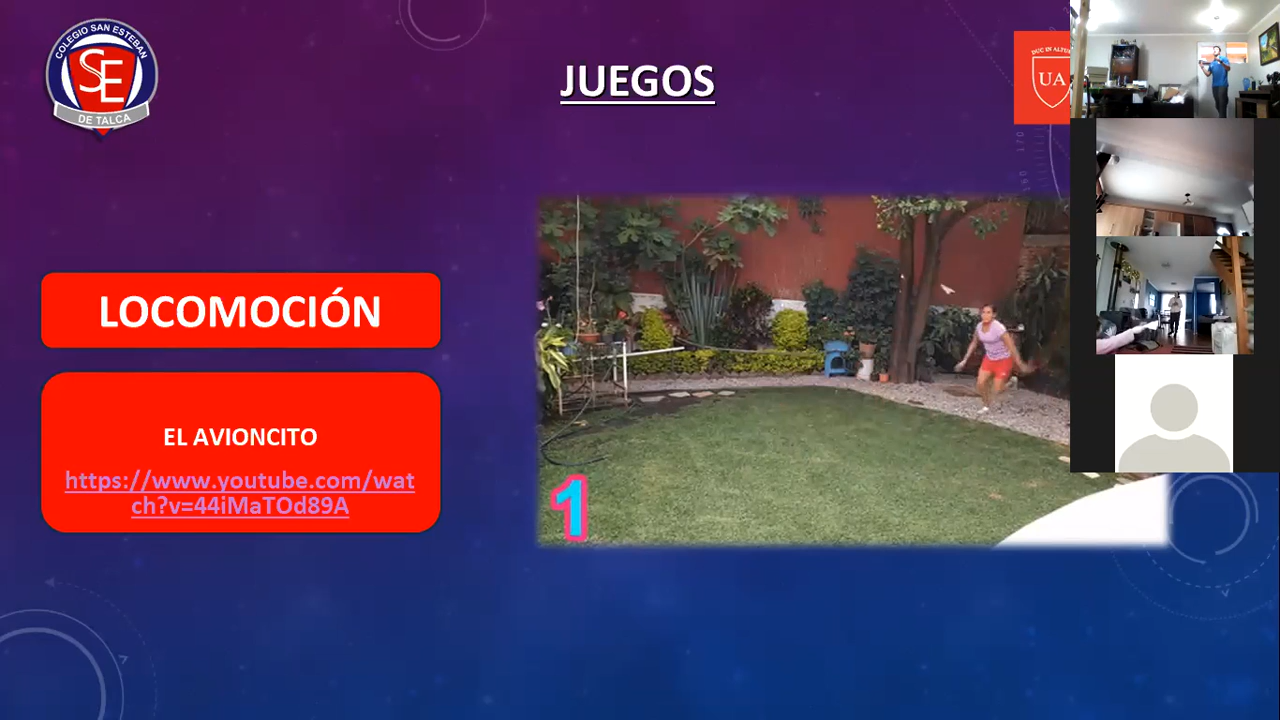 COLEGIO SAN ESTEBAN
SE
DE TALCA
JUEGOS
UA
LOCOMOCIÓN
EL AVIONCITO
https://www.youtube.com/wat
ch?v=44iMaTOd89A
1